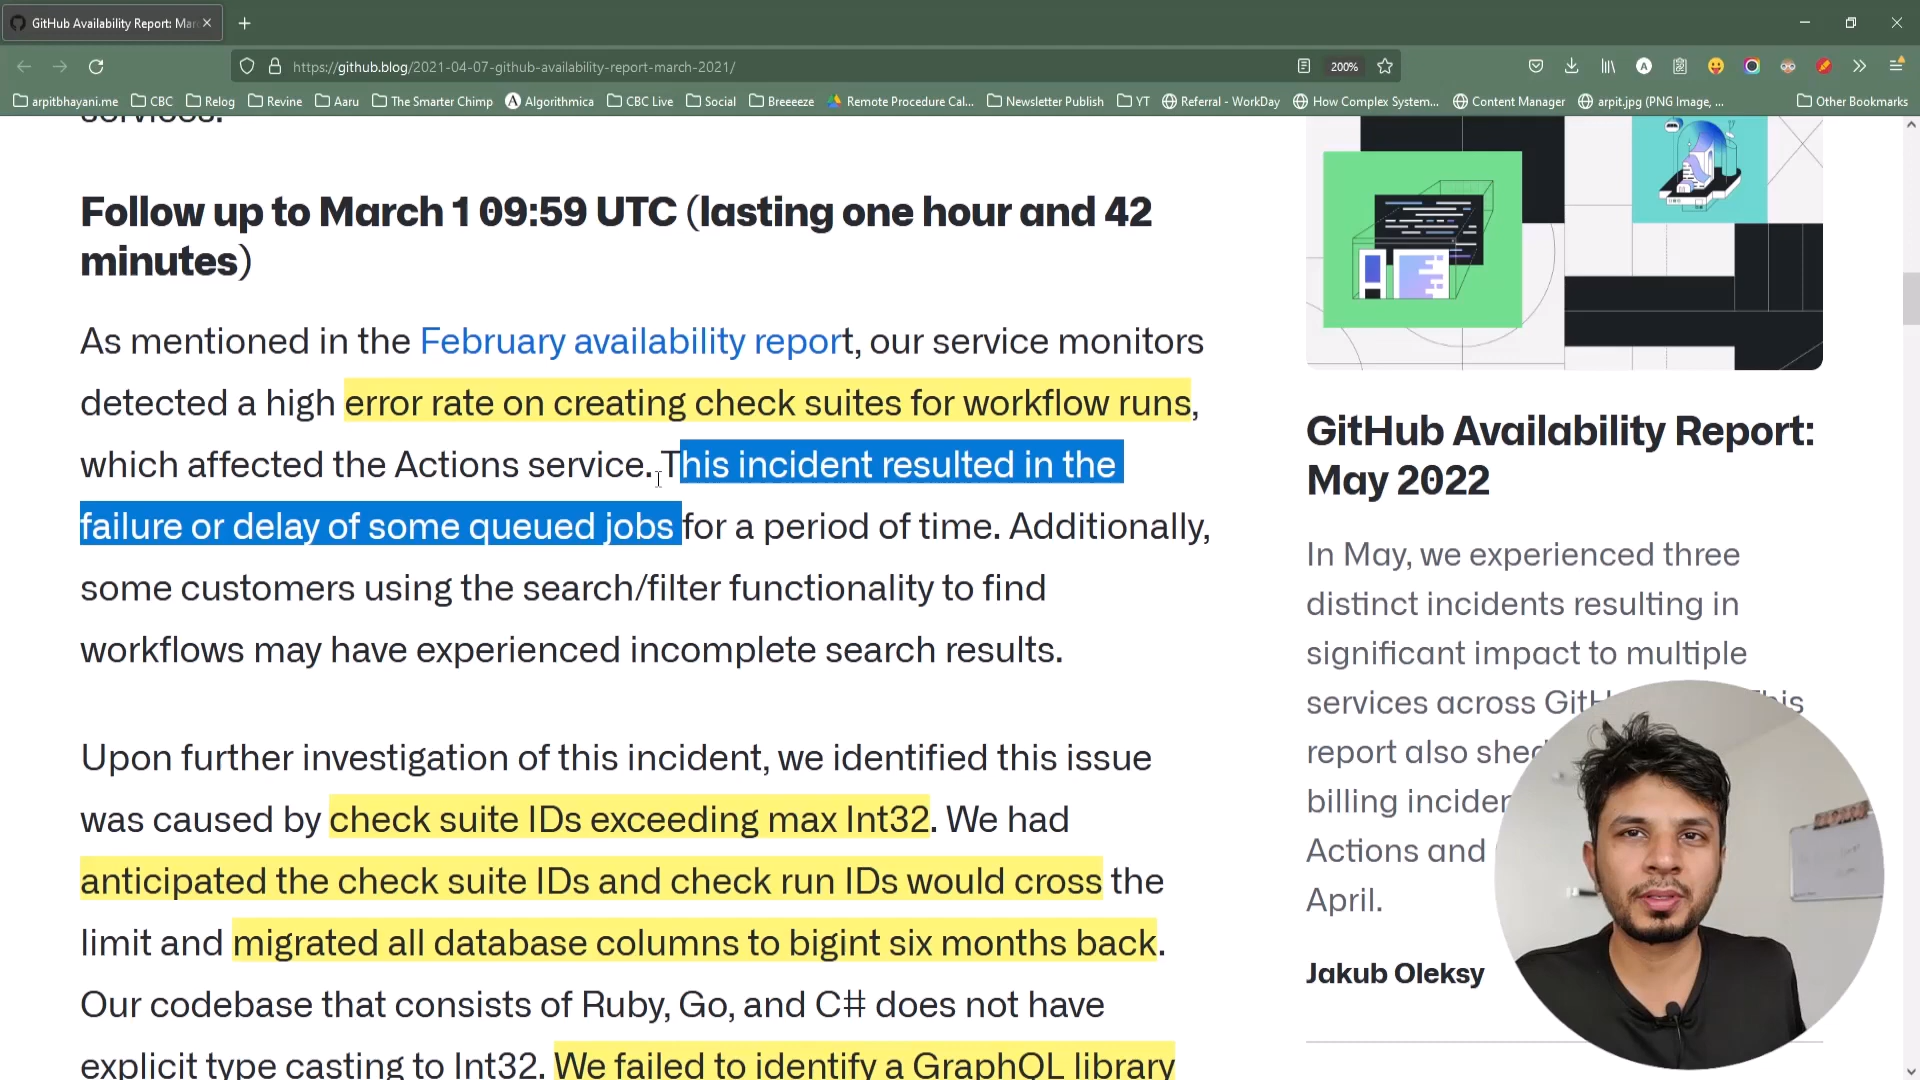 GitHub Availability Report: Mar
https://github.blog/2021-04-07-github-availability-report-march-2021/
200%
arpitbhayani.me CBC Relog Revine Aaru The Smarter Chimp Algorithmica CBC Live Social Breeeeze Remote Procedure Cal... Newsletter Publish YT Referral - WorkDay How Complex System... Content Manager arpit.jpg (PNG Image, ... Other Bookmarks
services.
Follow up to March 1 09:59 UTC (lasting one hour and 42
minutes)
As mentioned in the February availability report, our service monitors
detected a high error rate on creating check suites for workflow runs,
which affected the Actions service. This incident resulted in the
failure or delay of some queued jobs for a period of time. Additionally,
some customers using the search/filter functionality to find
workflows may have experienced incomplete search results.
Upon further investigation of this incident, we identified this issue
was caused by check suite IDs exceeding max Int32. We had
anticipated the check suite IDs and check run IDs would cross the
limit and migrated all database columns to bigint six months back.
Our codebase that consists of Ruby, Go, and C# does not have
explicit type casting to Int32. We failed to identify a GraphQL library
GitHub Availability Report:
May 2022
In May, we experienced three
distinct incidents resulting in
significant impact to multiple
services across
report also
billing
Actions and
April.
Jakub Oleksy